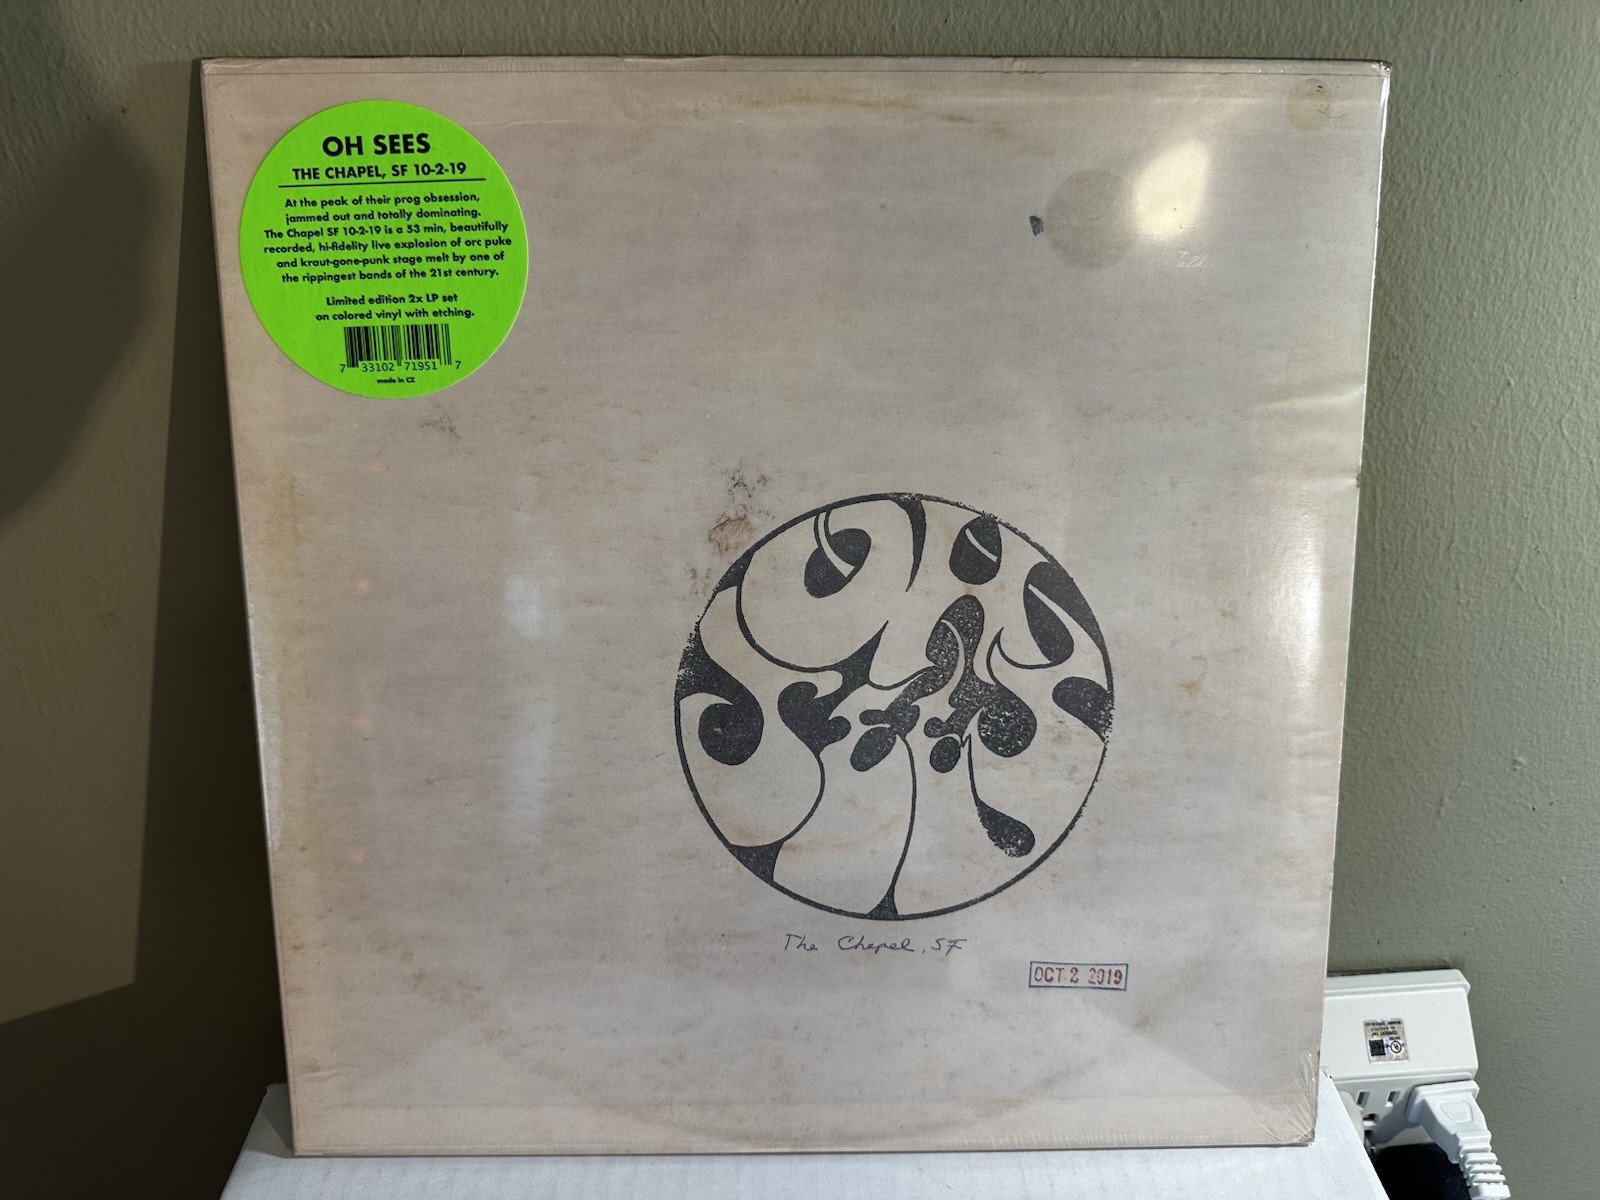 OH SEES
THE CHAPEL, SF 10-2-19
At the peak of their prog obsession,
jammed out and totally dominating.
The Chapel SF 10-2-19 is a 53 min, beautifully
recorded, hi-fidelity live explosion of orc puke
and kraut-gone-punk stage melt by one of
the rippingest bands of the 21st century.
Limited edition 2x LP set
on colored vinyl with etching.
7 33102 71951 7
made in CZ
The Chapel, SF
OCT 2 2019